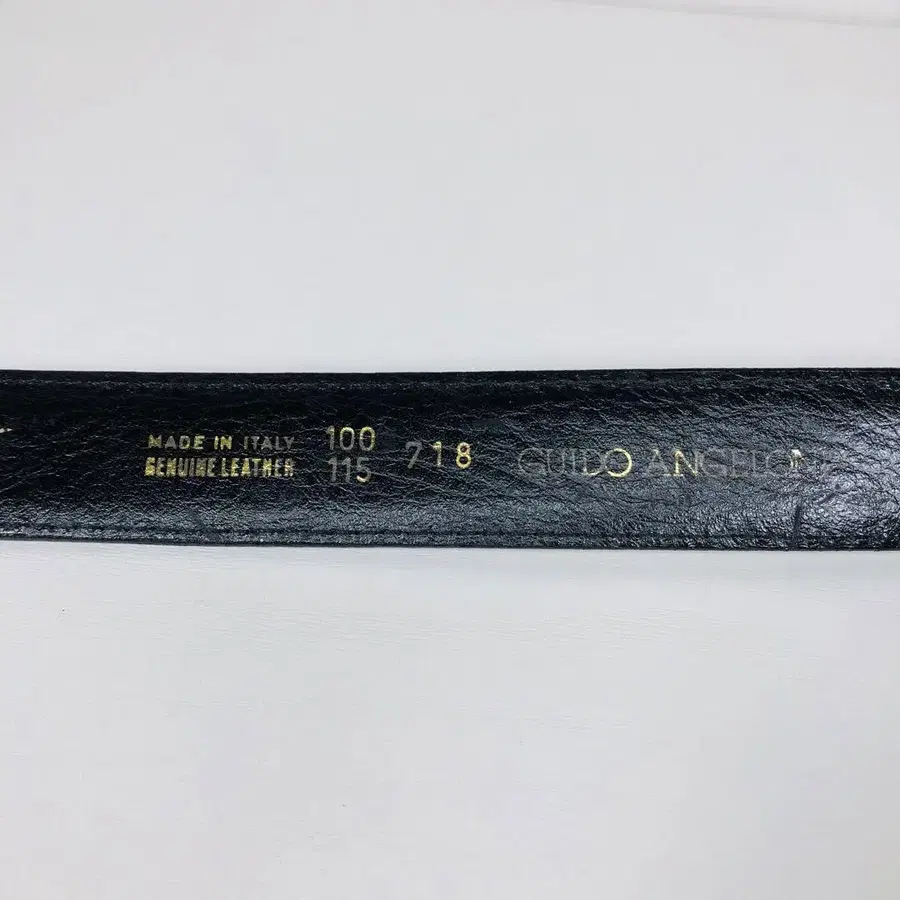 MADE IN ITALY
GENUINE LEATHER
100
115
718
GUIDO ANGELONI